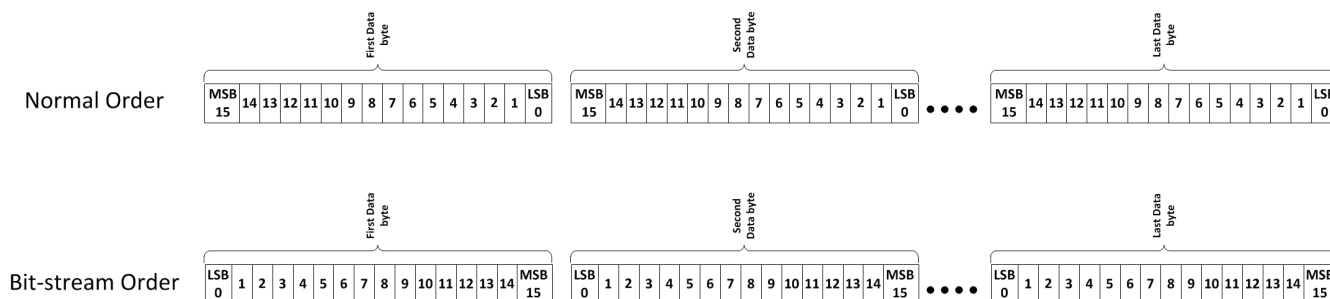 First Data
byte
Second
Data byte
Last Data
byte
Normal Order
MSB
15 14 13 12 11 10 9 8 7 6 5 4 3 2 1 LSB
0
MSB
15 14 13 12 11 10 9 8 7 6 5 4 3 2 1 LSB
0
MSB
15 14 13 12 11 10 9 8 7 6 5 4 3 2 1 LSB
0
First Data
byte
Second
Data byte
Last Data
byte
Bit-stream Order
LSB
0 1 2 3 4 5 6 7 8 9 10 11 12 13 14 MSB
15
LSB
0 1 2 3 4 5 6 7 8 9 10 11 12 13 14 MSB
15
LSB
0 1 2 3 4 5 6 7 8 9 10 11 12 13 14 MSB
15